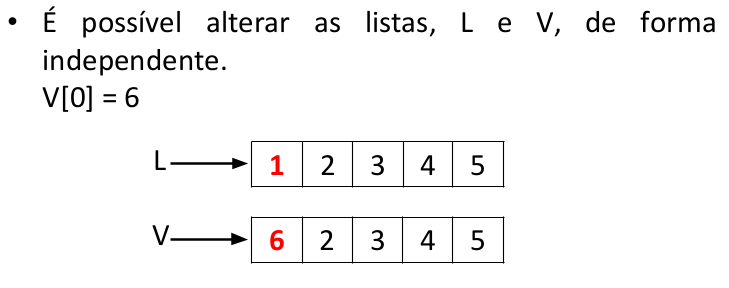 • É possível alterar as listas, L e V, de forma
independente.
V[0] = 6
L 1 2 3 4 5
V 6 2 3 4 5